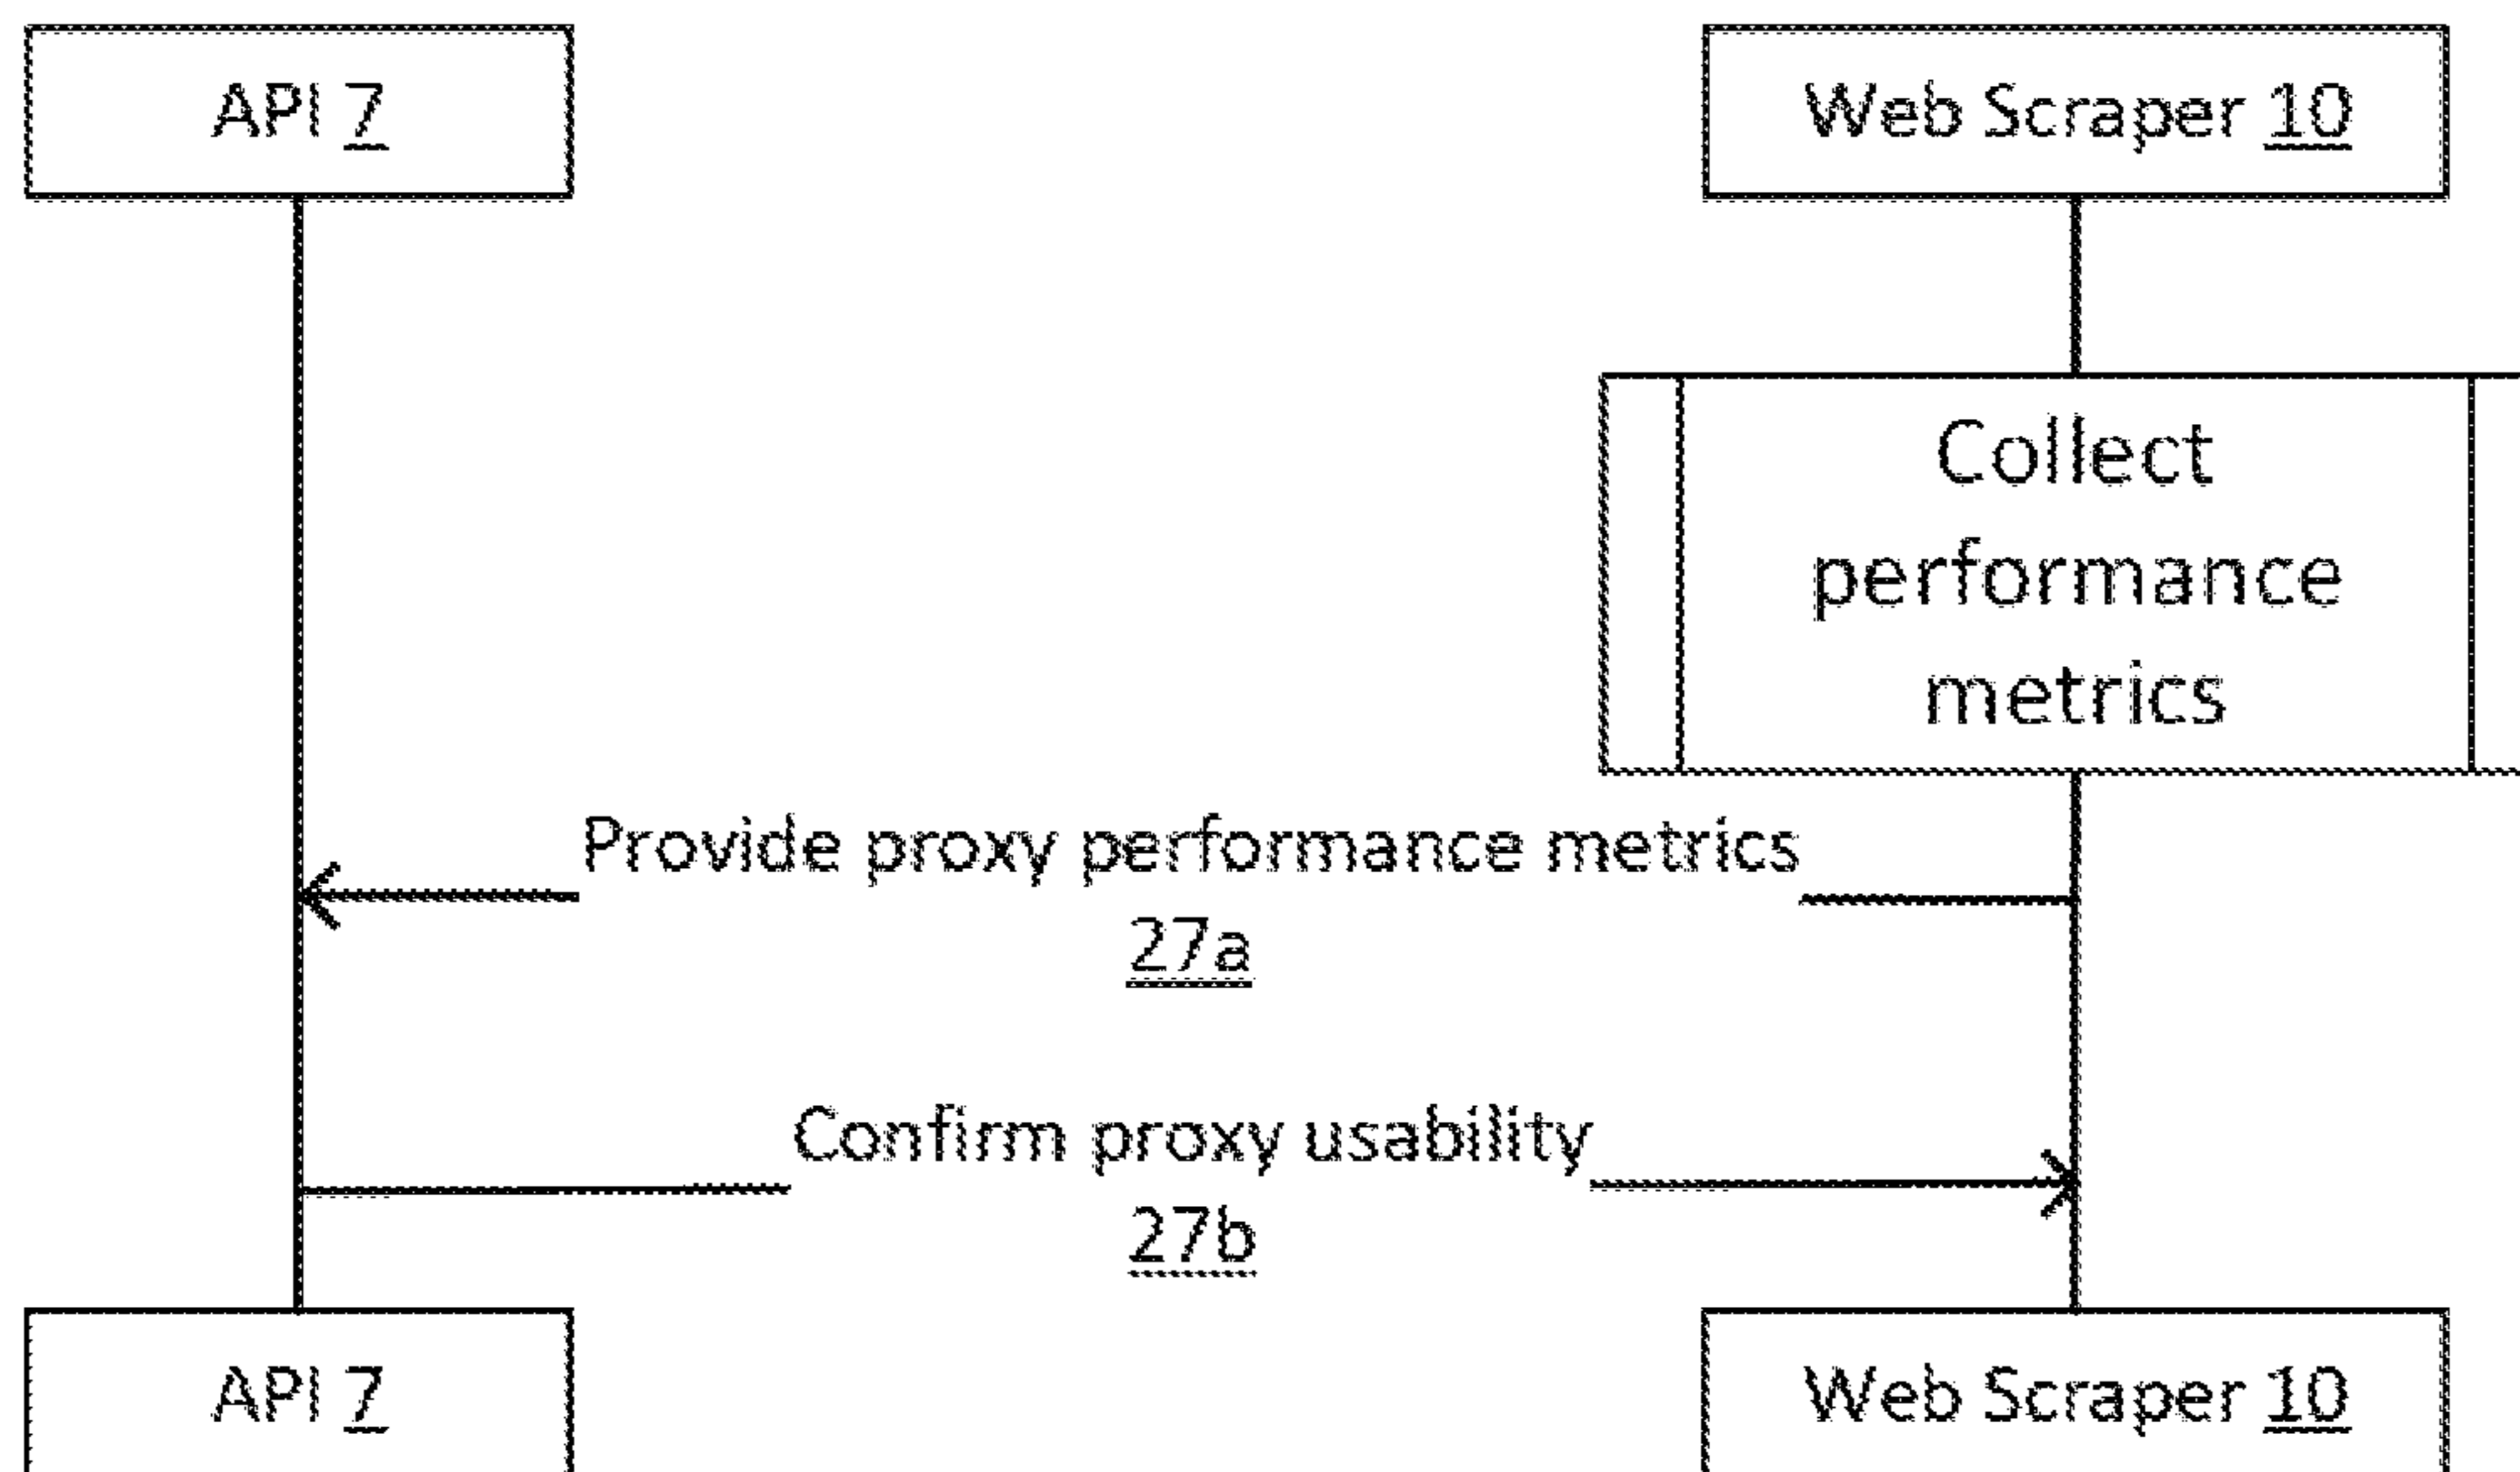 API 7
Web Scraper 10
Collect
performance
metrics
Provide proxy performance metrics
27a
Confirm proxy usability
27b
API 7
Web Scraper 10